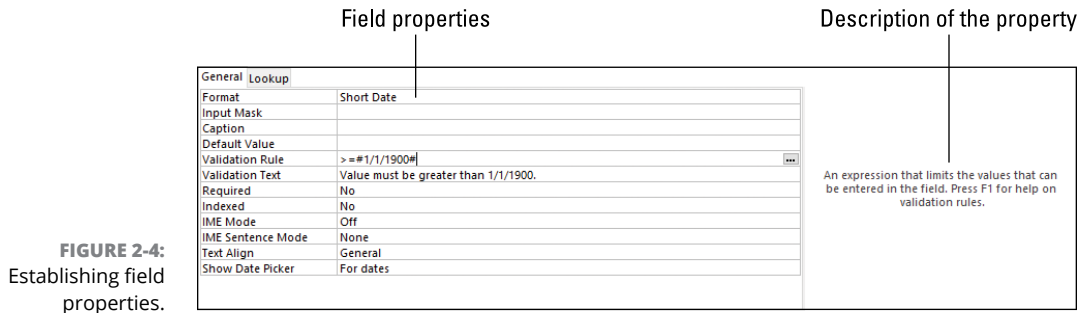 Field properties
Description of the property
General Lookup
Format Short Date
Input Mask
Caption
Default Value
Validation Rule >=#1/1/1900# ...
Validation Text Value must be greater than 1/1/1900.
Required No
Indexed No
IME Mode Off
IME Sentence Mode None
Text Align General
Show Date Picker For dates
An expression that limits the values that can
be entered in the field. Press F1 for help on
validation rules.
FIGURE 2-4:
Establishing field
properties.